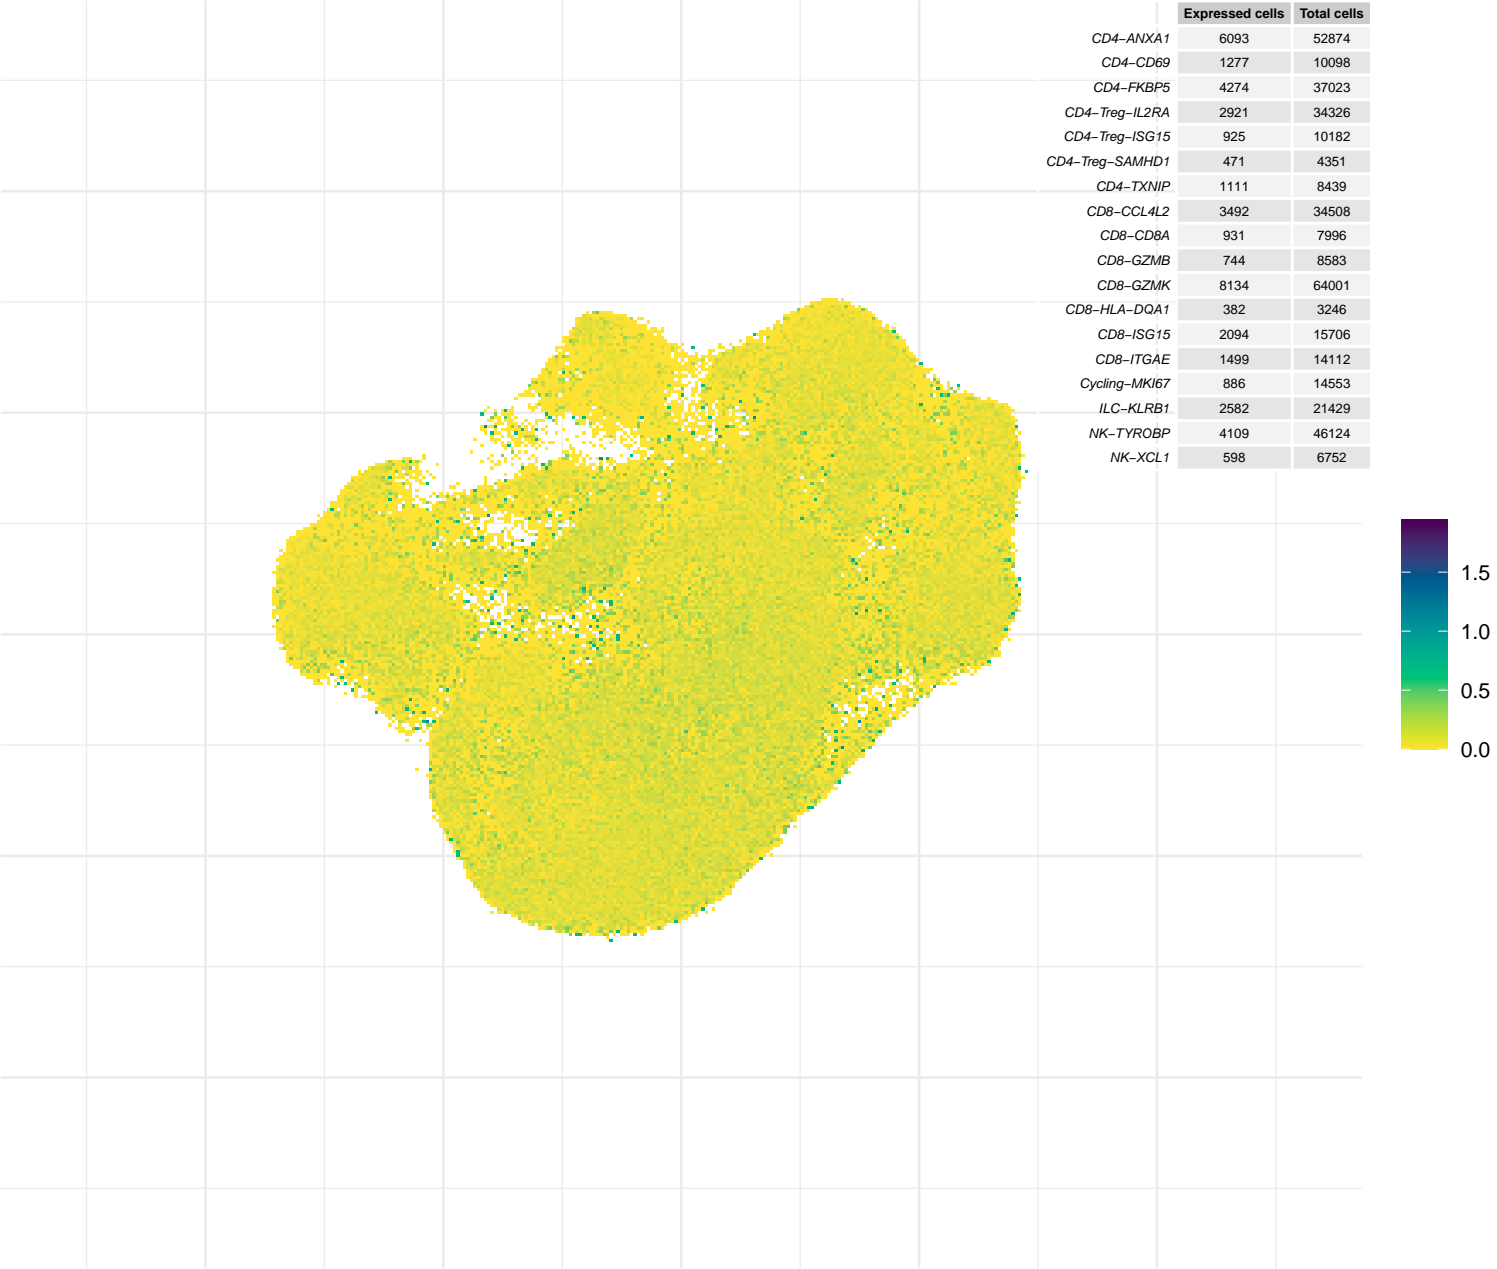 Expressed cells Total cells
CD4−ANXA1 6093 52874
CD4−CD69 1277 10098
CD4−FKBP5 4274 37023
CD4−Treg−IL2RA 2921 34326
CD4−Treg−ISG15 925 10182
CD4−Treg−SAMHD1 471 4351
CD4−TXNIP 1111 8439
CD8−CCL4L2 3492 34508
CD8−CD8A 931 7996
CD8−GZMB 744 8583
CD8−GZMK 8134 64001
CD8−HLA−DQA1 382 3246
CD8−ISG15 2094 15706
CD8−ITGAE 1499 14112
Cycling−MKI67 886 14553
ILC−KLRB1 2582 21429
NK−TYROBP 4109 46124
NK−XCL1 598 6752
1.5
1.0
0.5
0.0